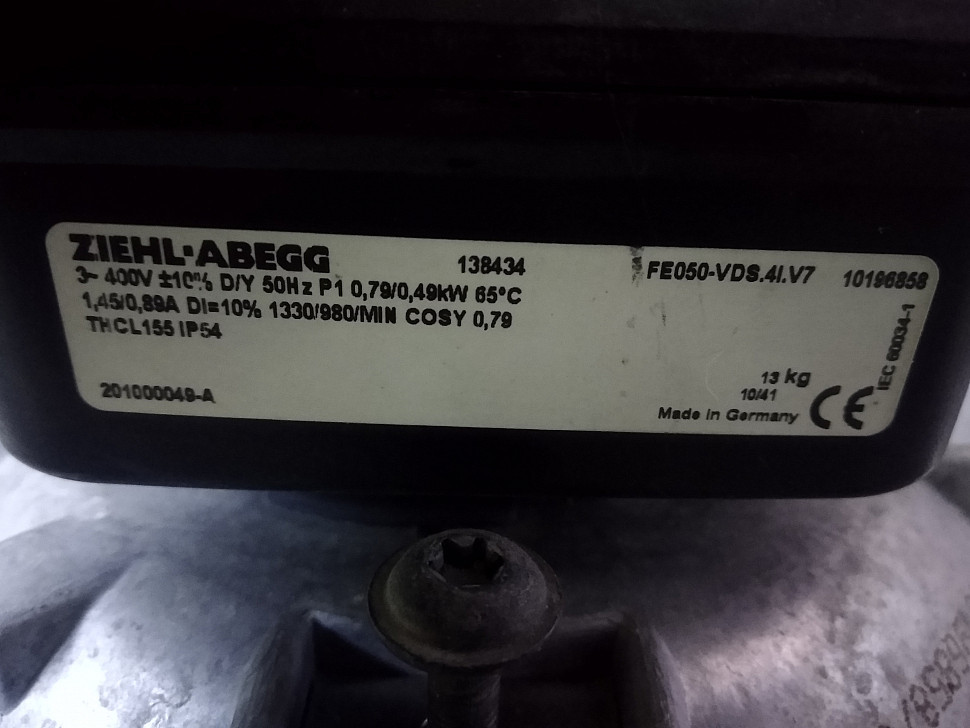 ZIEHL-ABEGG 138434 FE050-VDS.4I.V7 10196858
3~ 400V ±10% D/Y 50Hz P1 0,79/0,49kW 65°C
1,45/0,89A DI=10% 1330/980/MIN COSY 0,79
THCL155 IP54
IEC 60034-1
201000049-A
13 kg
10/41
Made in Germany CE